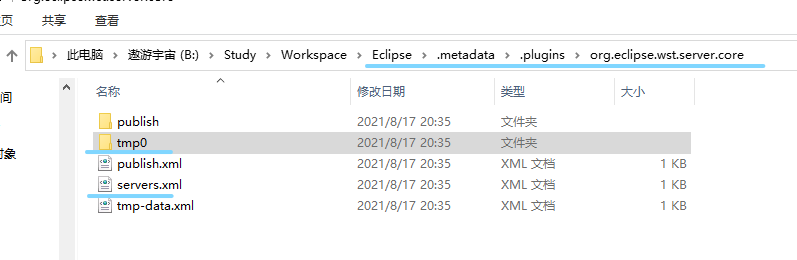 共享 查看
此电脑 > 遨游宇宙 (B:) > Study > Workspace > Eclipse > .metadata > .plugins > org.eclipse.wst.server.core
名称 修改日期 类型 大小
publish 2021/8/17 20:35 文件夹
tmp0 2021/8/17 20:35 文件夹
publish.xml 2021/8/17 20:35 XML 文档 1 KB
servers.xml 2021/8/17 20:35 XML 文档 1 KB
tmp-data.xml 2021/8/17 20:35 XML 文档 1 KB
间
对象
文档